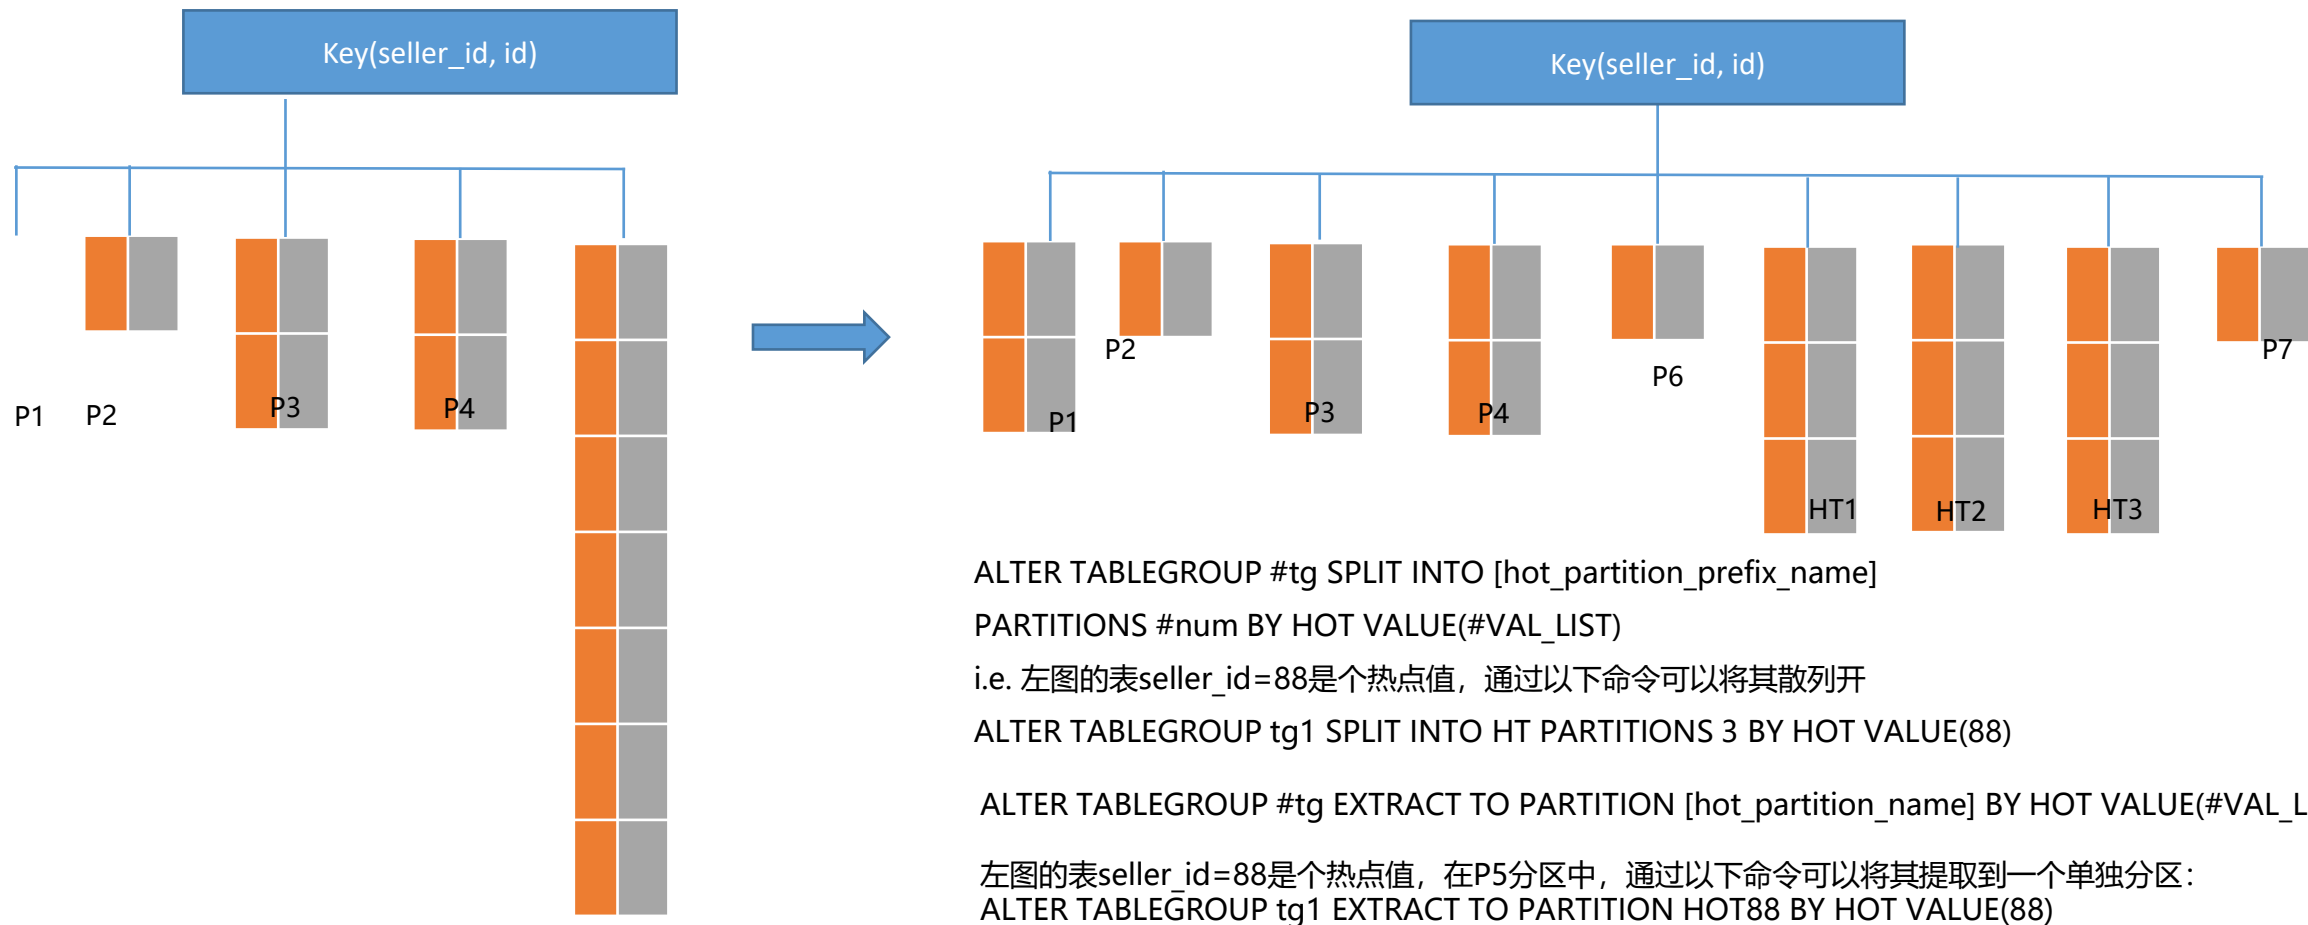 Key(seller_id, id)
Key(seller_id, id)
P1
P2
P3
P4
P1
P2
P3
P4
P6
HT1
HT2
HT3
P7
ALTER TABLEGROUP #tg SPLIT INTO [hot_partition_prefix_name]
PARTITIONS #num BY HOT VALUE(#VAL_LIST)
i.e. 左图的表seller_id=88是个热点值，通过以下命令可以将其散列开
ALTER TABLEGROUP tg1 SPLIT INTO HT PARTITIONS 3 BY HOT VALUE(88)
ALTER TABLEGROUP #tg EXTRACT TO PARTITION [hot_partition_name] BY HOT VALUE(#VAL_L
左图的表seller_id=88是个热点值，在P5分区中，通过以下命令可以将其提取到一个单独分区：
ALTER TABLEGROUP tg1 EXTRACT TO PARTITION HOT88 BY HOT VALUE(88)